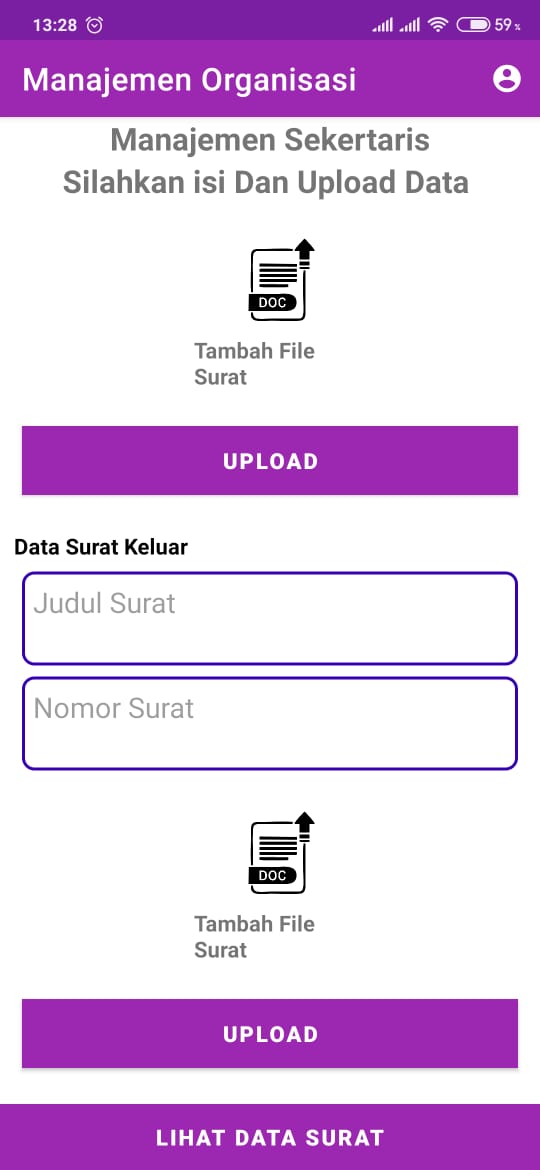 13:28
59%
Manajemen Organisasi
Manajemen Sekertaris
Silahkan isi Dan Upload Data
DOC
Tambah File
Surat
UPLOAD
Data Surat Keluar
Judul Surat
Nomor Surat
DOC
Tambah File
Surat
UPLOAD
LIHAT DATA SURAT